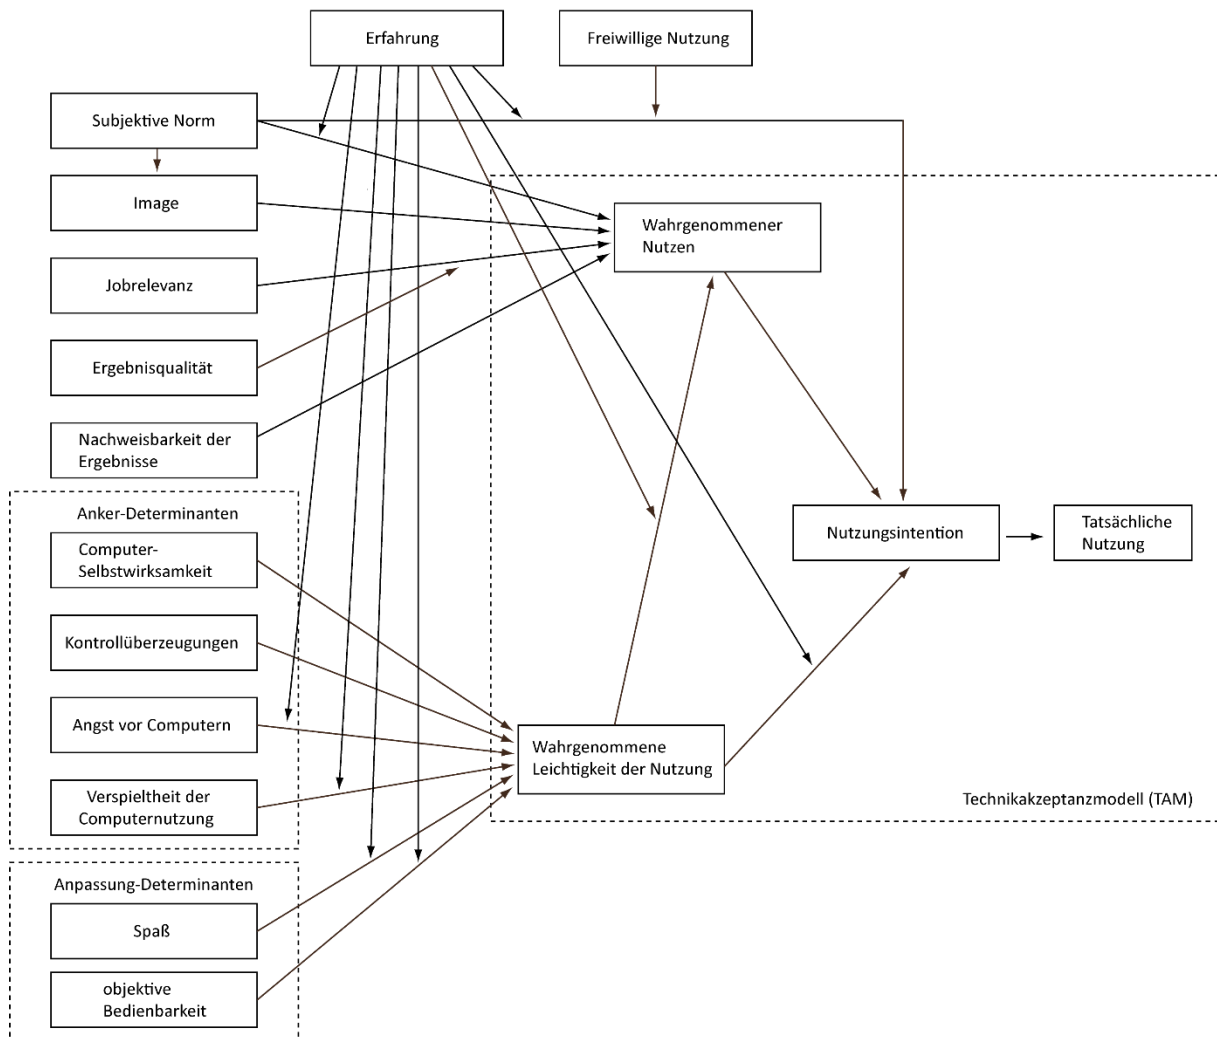 Erfahrung
Freiwillige Nutzung
Subjektive Norm
Image
Jobrelevanz
Ergebnisqualität
Nachweisbarkeit der
Ergebnisse
Anker-Determinanten
Computer-
Selbstwirksamkeit
Kontrollüberzeugungen
Angst vor Computern
Verspieltheit der
Computernutzung
Anpassung-Determinanten
Spaß
objektive
Bedienbarkeit
Wahrgenommener
Nutzen
Wahrgenommene
Leichtigkeit der Nutzung
Nutzungsintention
Tatsächliche
Nutzung
Technikakzeptanzmodell (TAM)